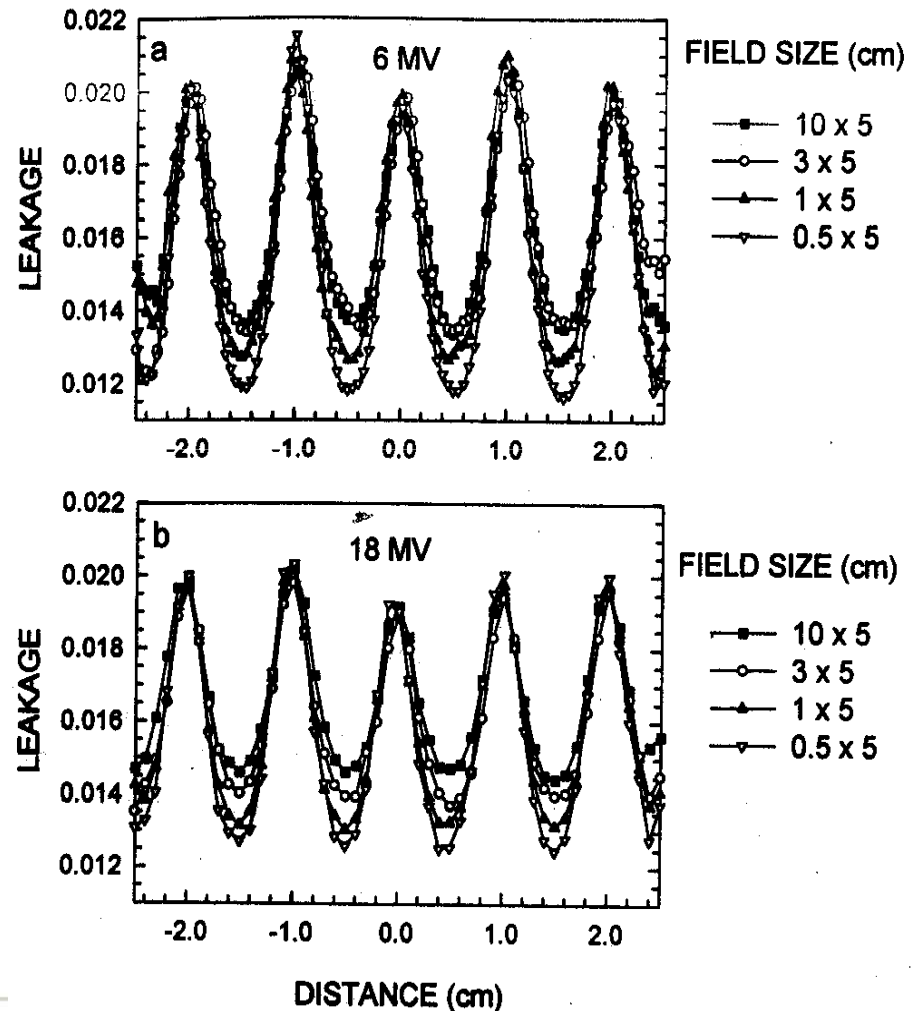 a
6 MV
0.022
0.020
0.018
0.016
0.014
0.012
LEAKAGE
-2.0 -1.0 0.0 1.0 2.0
FIELD SIZE (cm)
10 x 5
3 x 5
1 x 5
0.5 x 5
b
18 MV
0.022
0.020
0.018
0.016
0.014
0.012
LEAKAGE
-2.0 -1.0 0.0 1.0 2.0
DISTANCE (cm)
FIELD SIZE (cm)
10 x 5
3 x 5
1 x 5
0.5 x 5